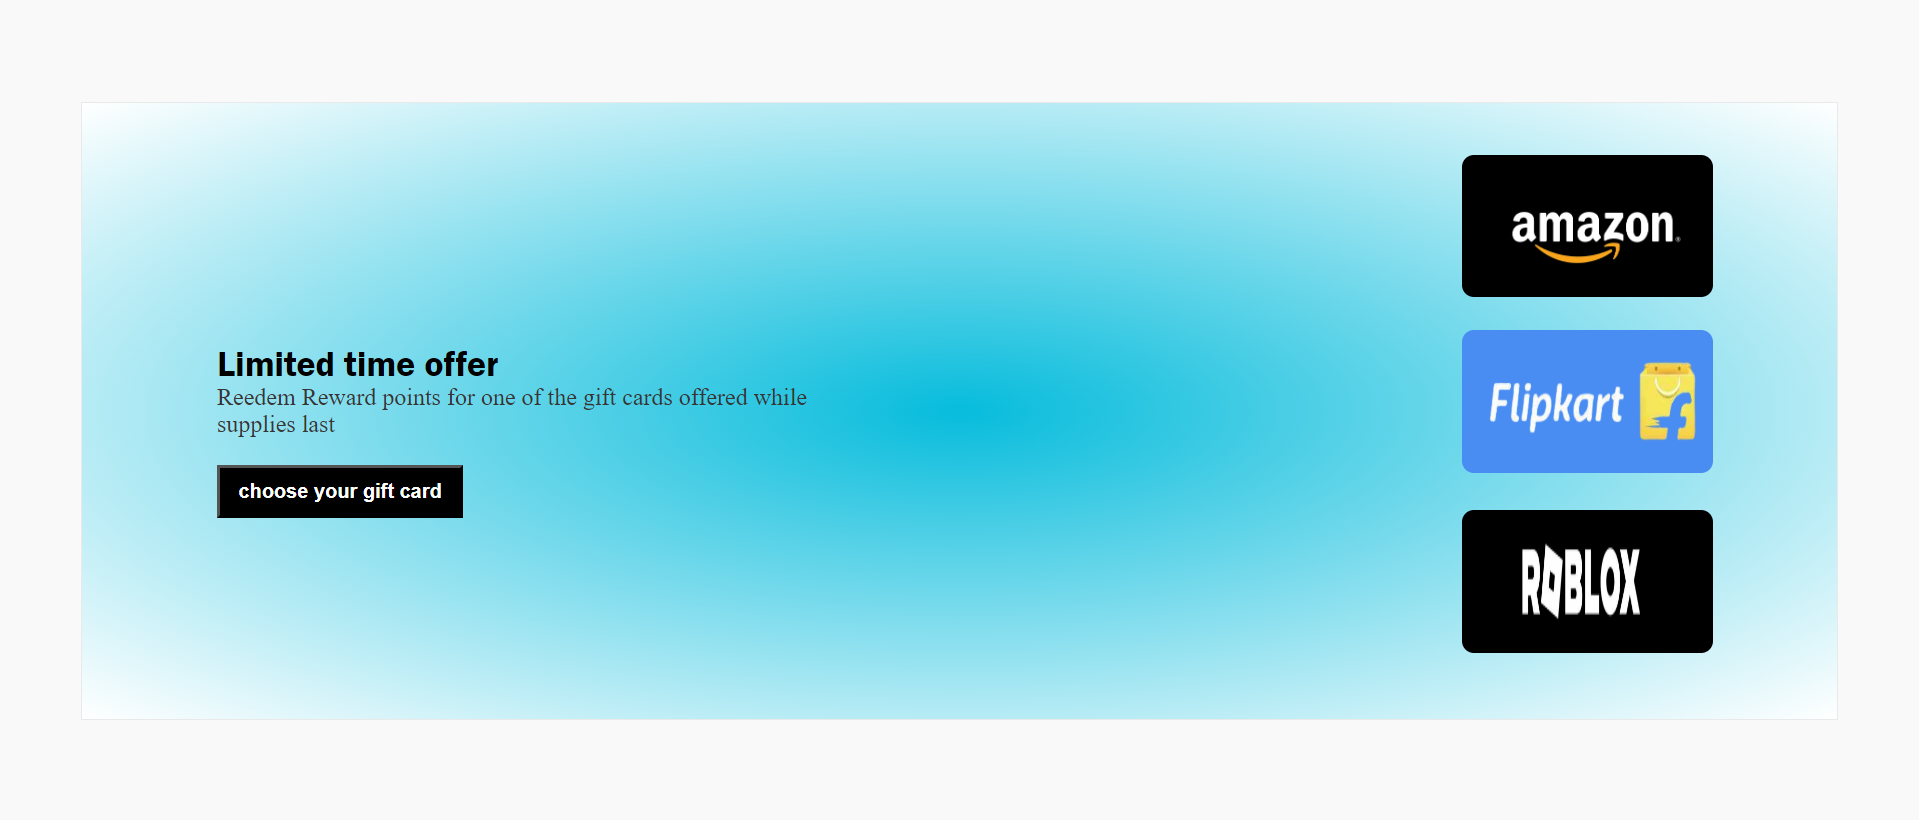 Limited time offer
Reedem Reward points for one of the gift cards offered while
supplies last
choose your gift card
amazon
Flipkart
ROBLOX